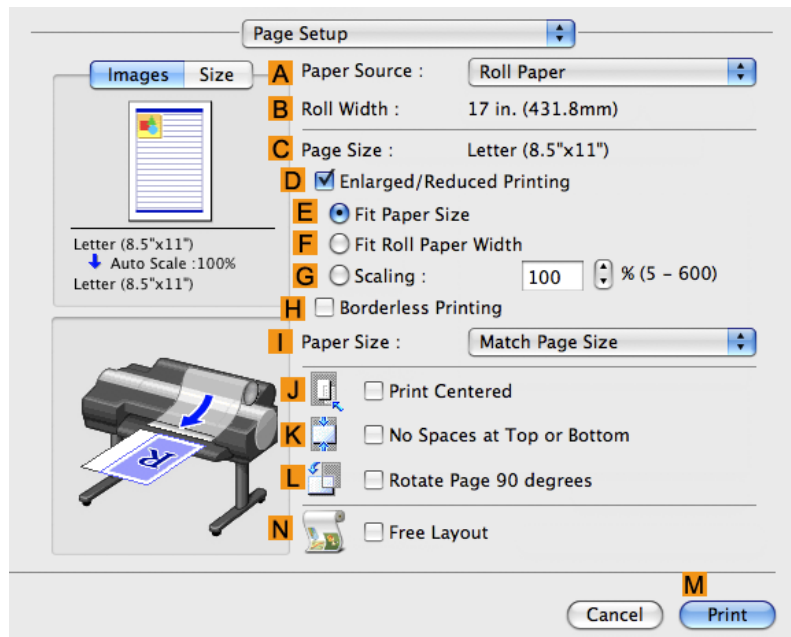 Page Setup
Images Size
A Paper Source : Roll Paper
B Roll Width : 17 in. (431.8mm)
C Page Size : Letter (8.5"x11")
D Enlarged/Reduced Printing
E Fit Paper Size
F Fit Roll Paper Width
G Scaling : 100 % (5 – 600)
Letter (8.5"x11")
Auto Scale :100%
Letter (8.5"x11")
H Borderless Printing
I Paper Size : Match Page Size
J Print Centered
K No Spaces at Top or Bottom
L Rotate Page 90 degrees
R
N Free Layout
M
Cancel Print